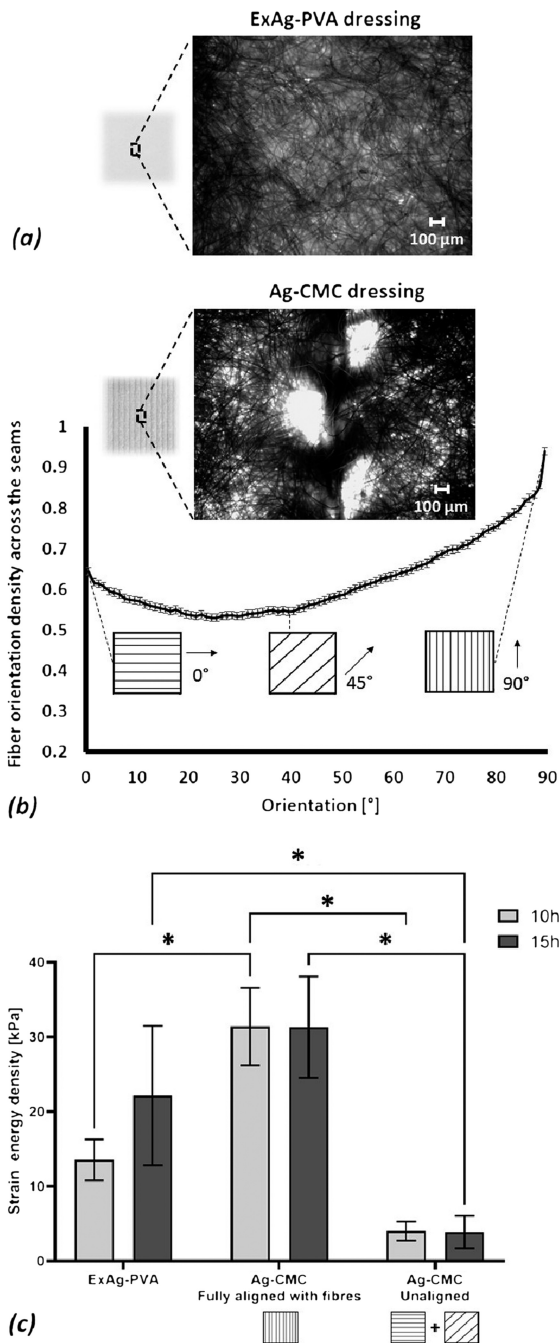 ExAg-PVA dressing
100 µm
(a)
Ag-CMC dressing
100 µm
Fiber orientation density across the seams
1
0.9
0.8
0.7
0.6
0.5
0.4
0.3
0.2
0°
45°
90°
0 10 20 30 40 50 60 70 80 90
Orientation [°]
(b)
*
*
*
*
10h
15h
Strain energy density [kPa]
40
30
20
10
0
ExAg-PVA
Ag-CMC
Fully aligned with fibres
Ag-CMC
Unaligned
+
(c)